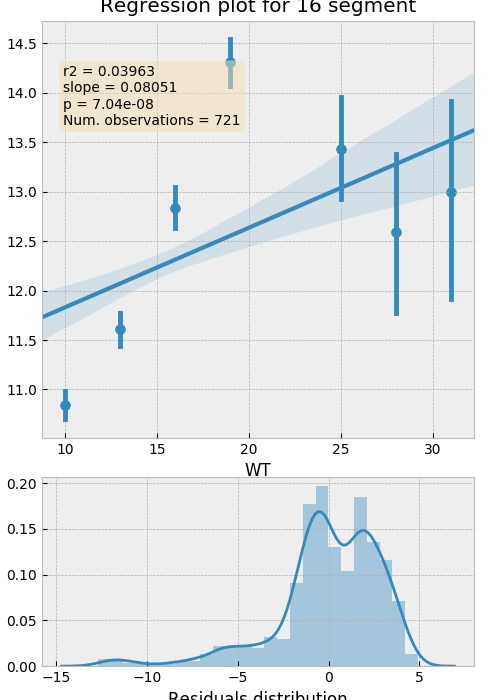 Regression plot for 16 segment
14.5
14.0
13.5
13.0
12.5
12.0
11.5
11.0
r2 = 0.03963
slope = 0.08051
p = 7.04e-08
Num. observations = 721
10 15 20 25 30
WT
0.20
0.15
0.10
0.05
0.00
−15 −10 −5 0 5
Residuals distribution